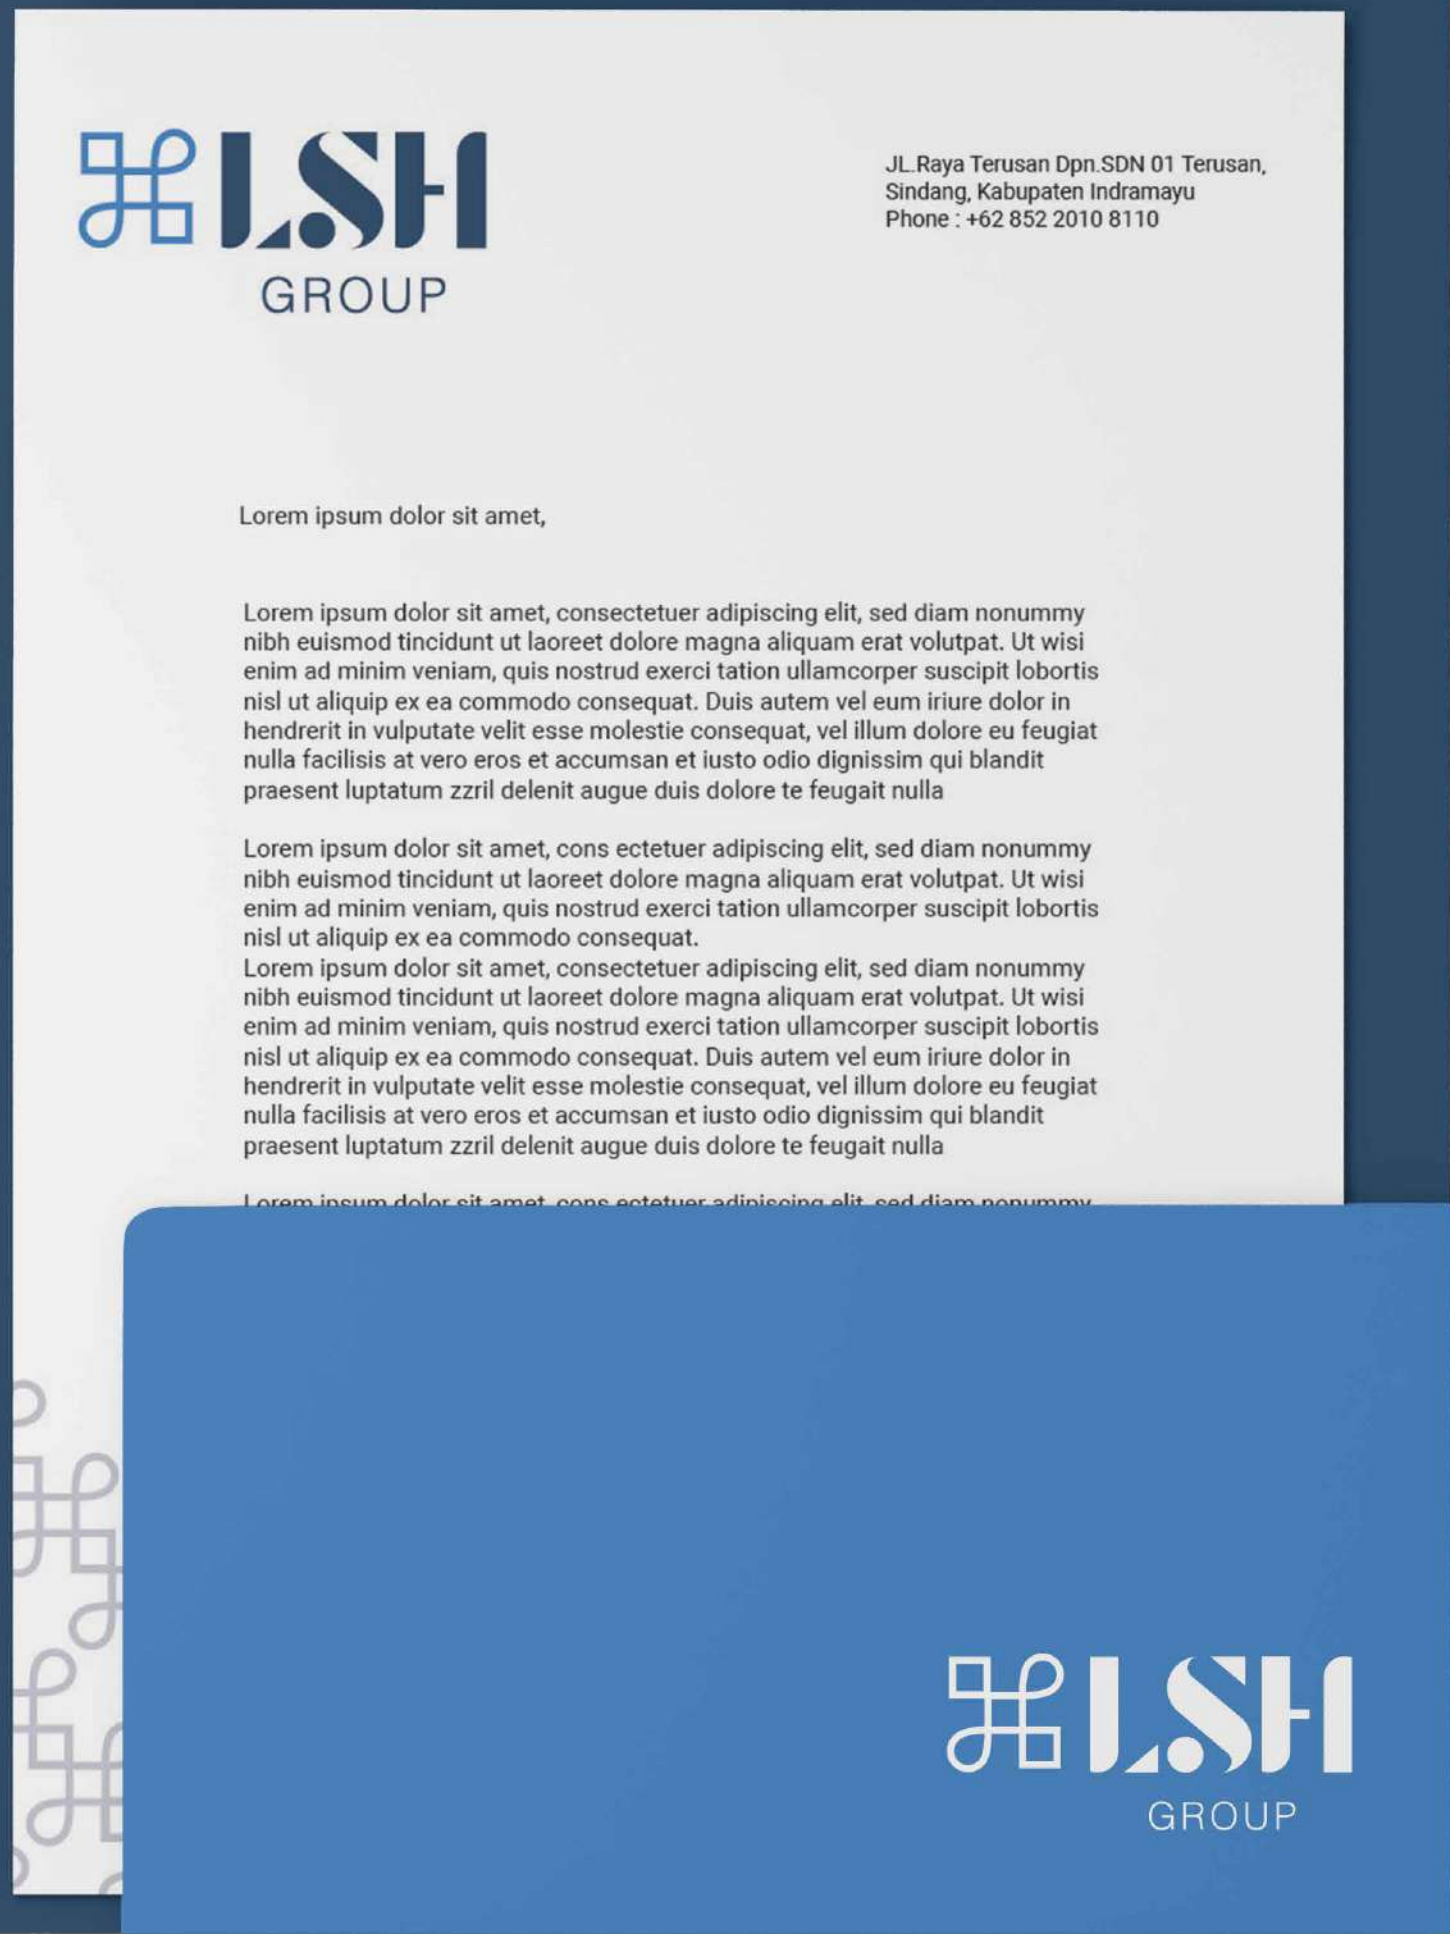 LSH
GROUP
JL.Raya Terusan Dpn.SDN 01 Terusan,
Sindang, Kabupaten Indramayu
Phone : +62 852 2010 8110
Lorem ipsum dolor sit amet,
Lorem ipsum dolor sit amet, consectetuer adipiscing elit, sed diam nonummy
nibh euismod tincidunt ut laoreet dolore magna aliquam erat volutpat. Ut wisi
enim ad minim veniam, quis nostrud exerci tation ullamcorper suscipit lobortis
nisl ut aliquip ex ea commodo consequat. Duis autem vel eum iriure dolor in
hendrerit in vulputate velit esse molestie consequat, vel illum dolore eu feugiat
nulla facilisis at vero eros et accumsan et iusto odio dignissim qui blandit
praesent luptatum zzril delenit augue duis dolore te feugait nulla
Lorem ipsum dolor sit amet, cons ectetuer adipiscing elit, sed diam nonummy
nibh euismod tincidunt ut laoreet dolore magna aliquam erat volutpat. Ut wisi
enim ad minim veniam, quis nostrud exerci tation ullamcorper suscipit lobortis
nisl ut aliquip ex ea commodo consequat.
Lorem ipsum dolor sit amet, consectetuer adipiscing elit, sed diam nonummy
nibh euismod tincidunt ut laoreet dolore magna aliquam erat volutpat. Ut wisi
enim ad minim veniam, quis nostrud exerci tation ullamcorper suscipit lobortis
nisl ut aliquip ex ea commodo consequat. Duis autem vel eum iriure dolor in
hendrerit in vulputate velit esse molestie consequat, vel illum dolore eu feugiat
nulla facilisis at vero eros et accumsan et iusto odio dignissim qui blandit
praesent luptatum zzril delenit augue duis dolore te feugait nulla
Lorem ipsum dolor sit amet, cons ectetuer adipiscing elit, sed diam nonummy
LSH
GROUP